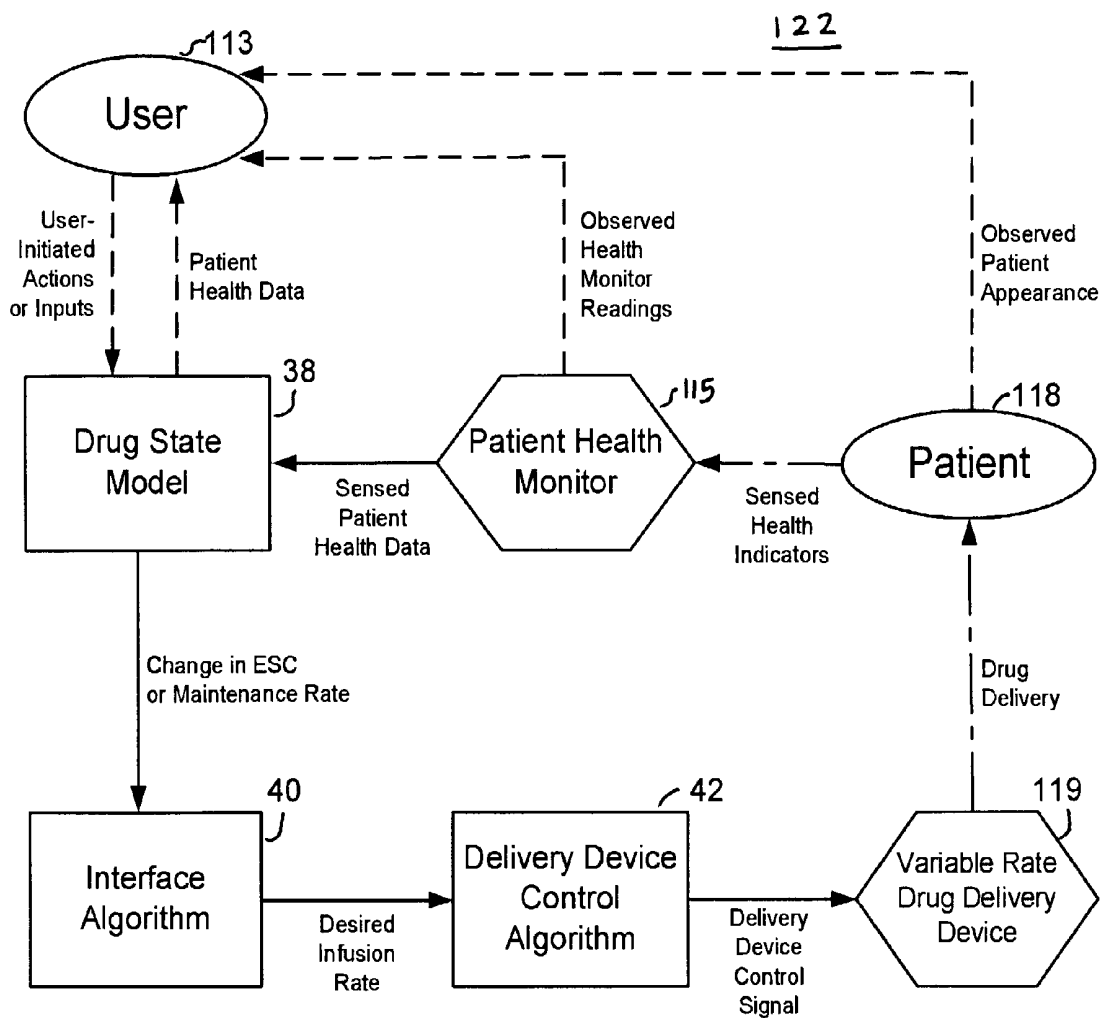 113
122
User
User-
Initiated
Actions
or Inputs
Patient
Health Data
Observed
Health
Monitor
Readings
Observed
Patient
Appearance
38
Drug State
Model
115
Patient Health
Monitor
118
Patient
Sensed
Patient
Health Data
Sensed
Health
Indicators
Change in ESC
or Maintenance Rate
Drug
Delivery
40
Interface
Algorithm
42
Delivery Device
Control
Algorithm
119
Variable Rate
Drug Delivery
Device
Desired
Infusion
Rate
Delivery
Device
Control
Signal